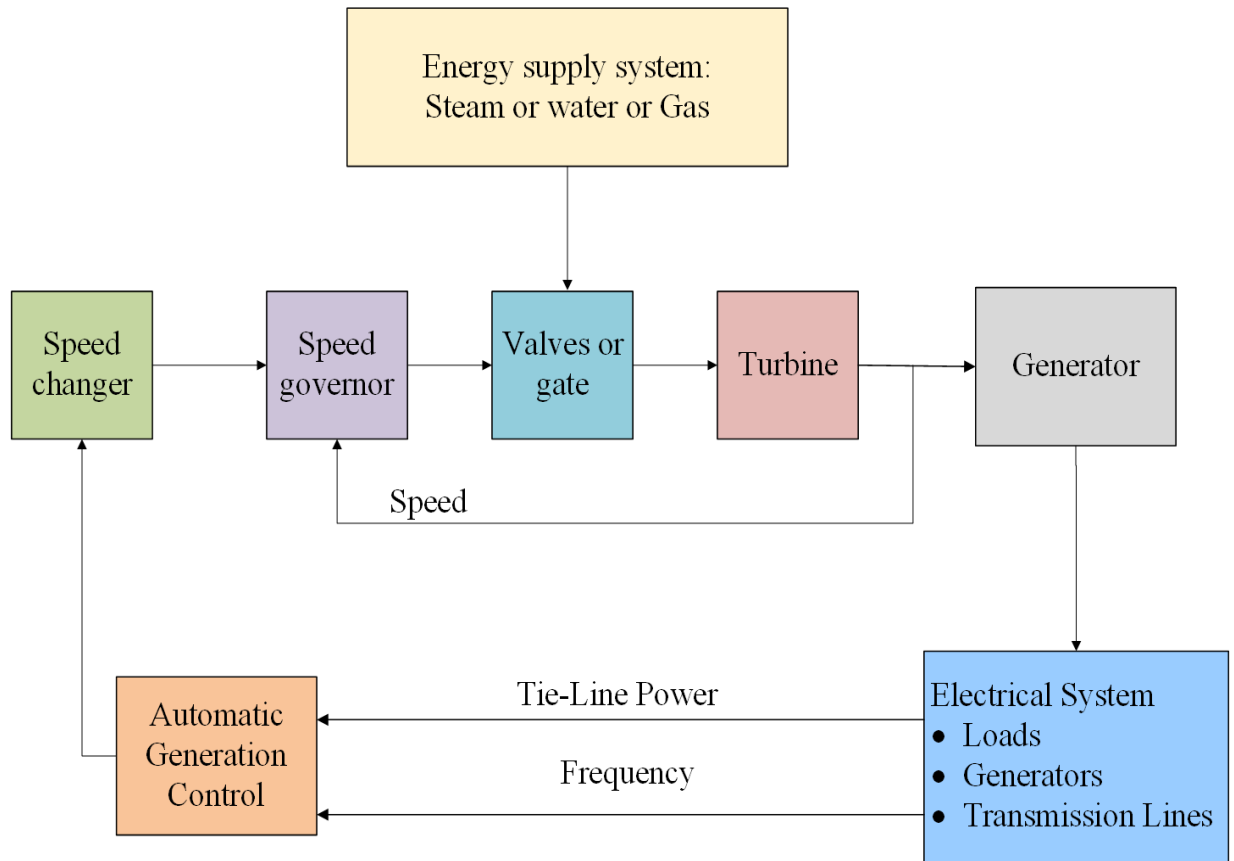 Energy supply system:
Steam or water or Gas
Speed
changer
Speed
governor
Valves or
gate
Turbine
Generator
Speed
Tie-Line Power
Frequency
Automatic
Generation
Control
Electrical System
● Loads
● Generators
● Transmission Lines